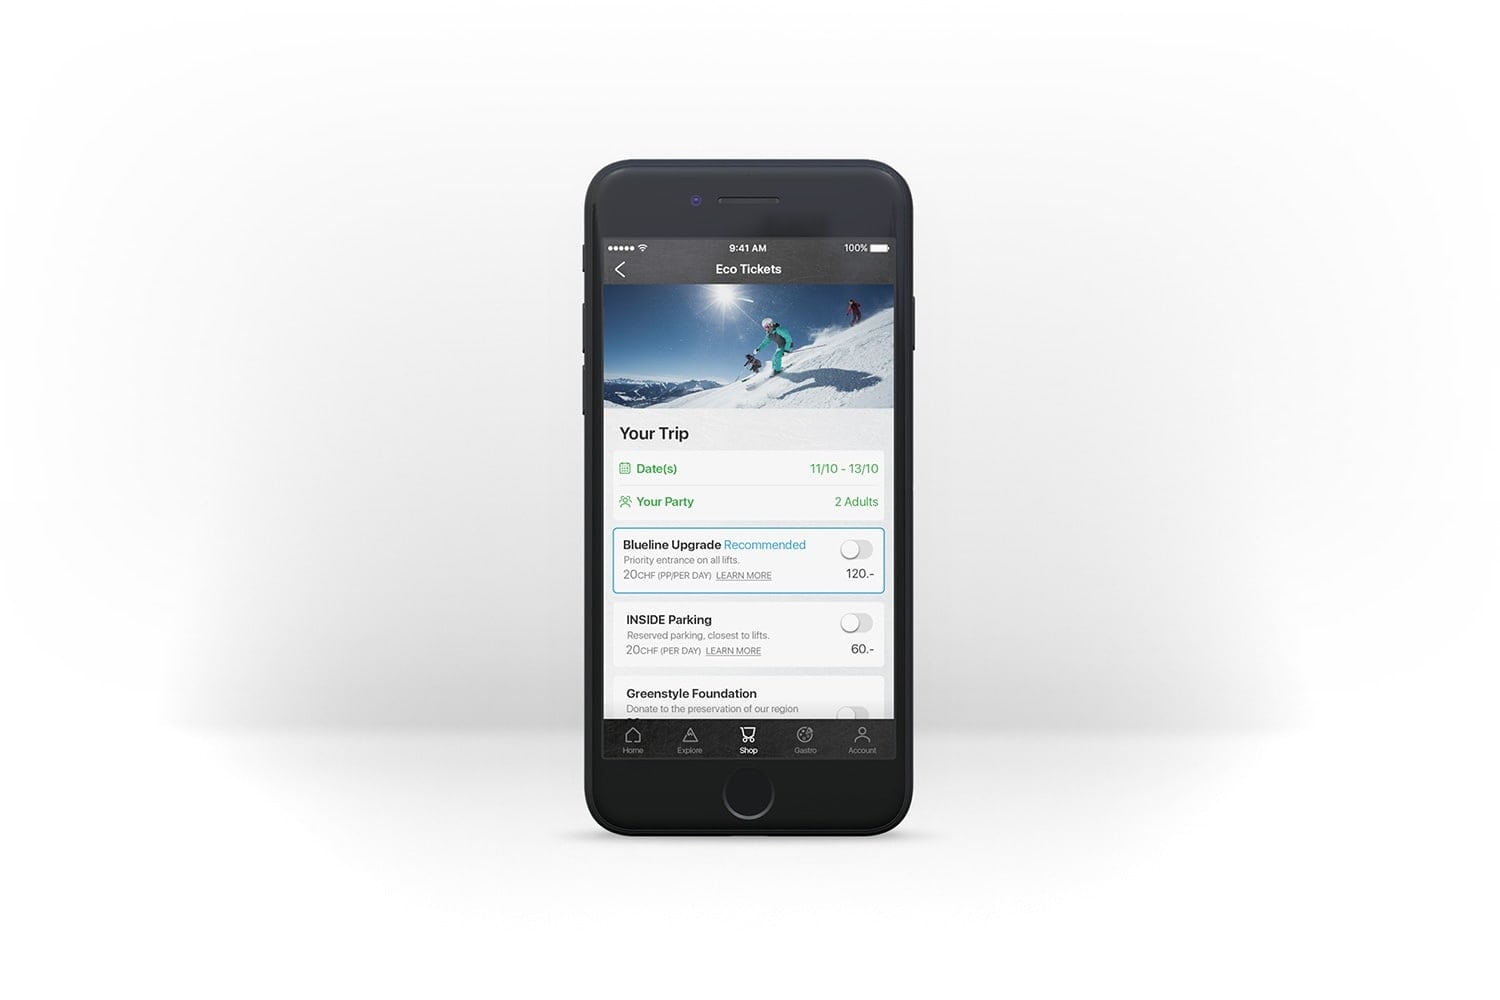 9:41 AM 100%
Eco Tickets
Your Trip
Date(s) 11/10 - 13/10
Your Party 2 Adults
Blueline Upgrade Recommended
Priority entrance on all lifts.
20CHF (PP/PER DAY) LEARN MORE 120.-
INSIDE Parking
Reserved parking, closest to lifts.
20CHF (PER DAY) LEARN MORE 60.-
Greenstyle Foundation
Donate to the preservation of our region
Home Explore Shop Gastro Account